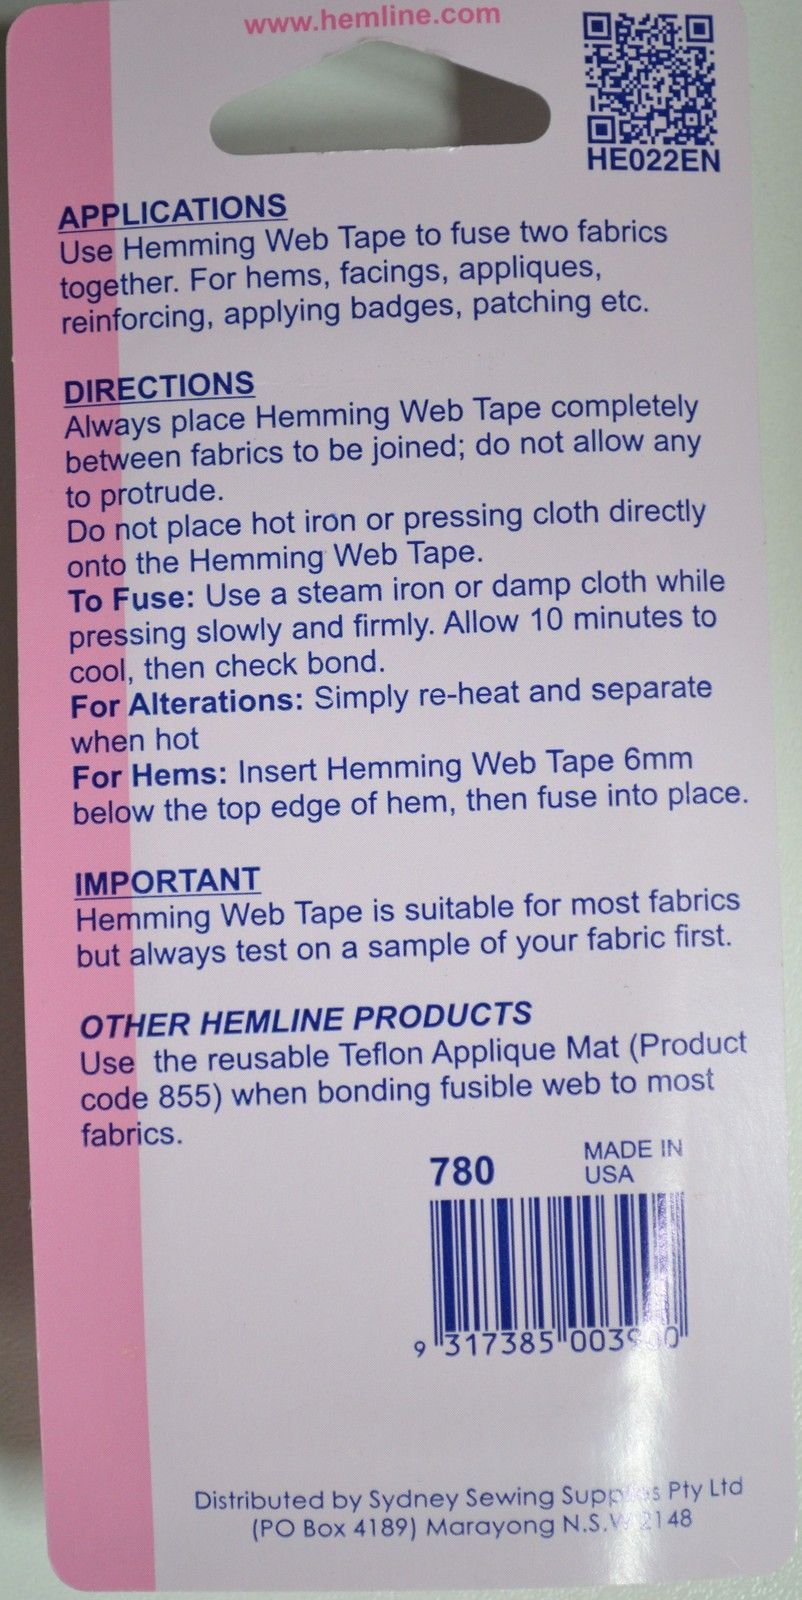 www.hemline.com
HE022EN
APPLICATIONS
Use Hemming Web Tape to fuse two fabrics
together. For hems, facings, appliques,
reinforcing, applying badges, patching etc.
DIRECTIONS
Always place Hemming Web Tape completely
between fabrics to be joined; do not allow any
to protrude.
Do not place hot iron or pressing cloth directly
onto the Hemming Web Tape.
To Fuse: Use a steam iron or damp cloth while
pressing slowly and firmly. Allow 10 minutes to
cool, then check bond.
For Alterations: Simply re-heat and separate
when hot
For Hems: Insert Hemming Web Tape 6mm
below the top edge of hem, then fuse into place.
IMPORTANT
Hemming Web Tape is suitable for most fabrics
but always test on a sample of your fabric first.
OTHER HEMLINE PRODUCTS
Use the reusable Teflon Applique Mat (Product
code 855) when bonding fusible web to most
fabrics.
780
MADE IN
USA
9 317385
Distributed by Sydney Sewing Supplies Pty Ltd
(PO Box 4189) Marayong N.S.W 2148